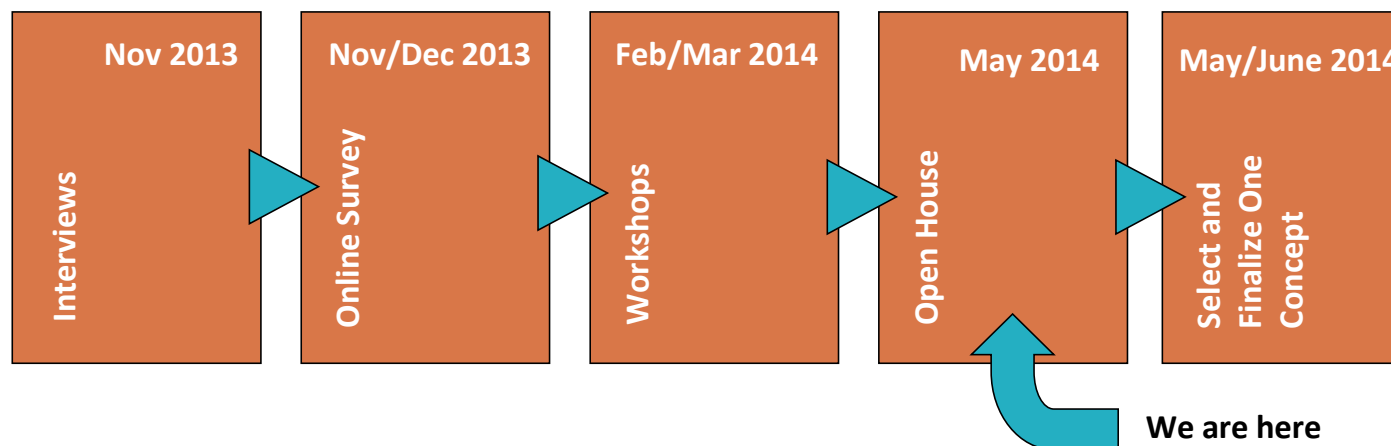 Nov 2013
Interviews
Nov/Dec 2013
Online Survey
Feb/Mar 2014
Workshops
May 2014
Open House
May/June 2014
Select and
Finalize One
Concept
We are here